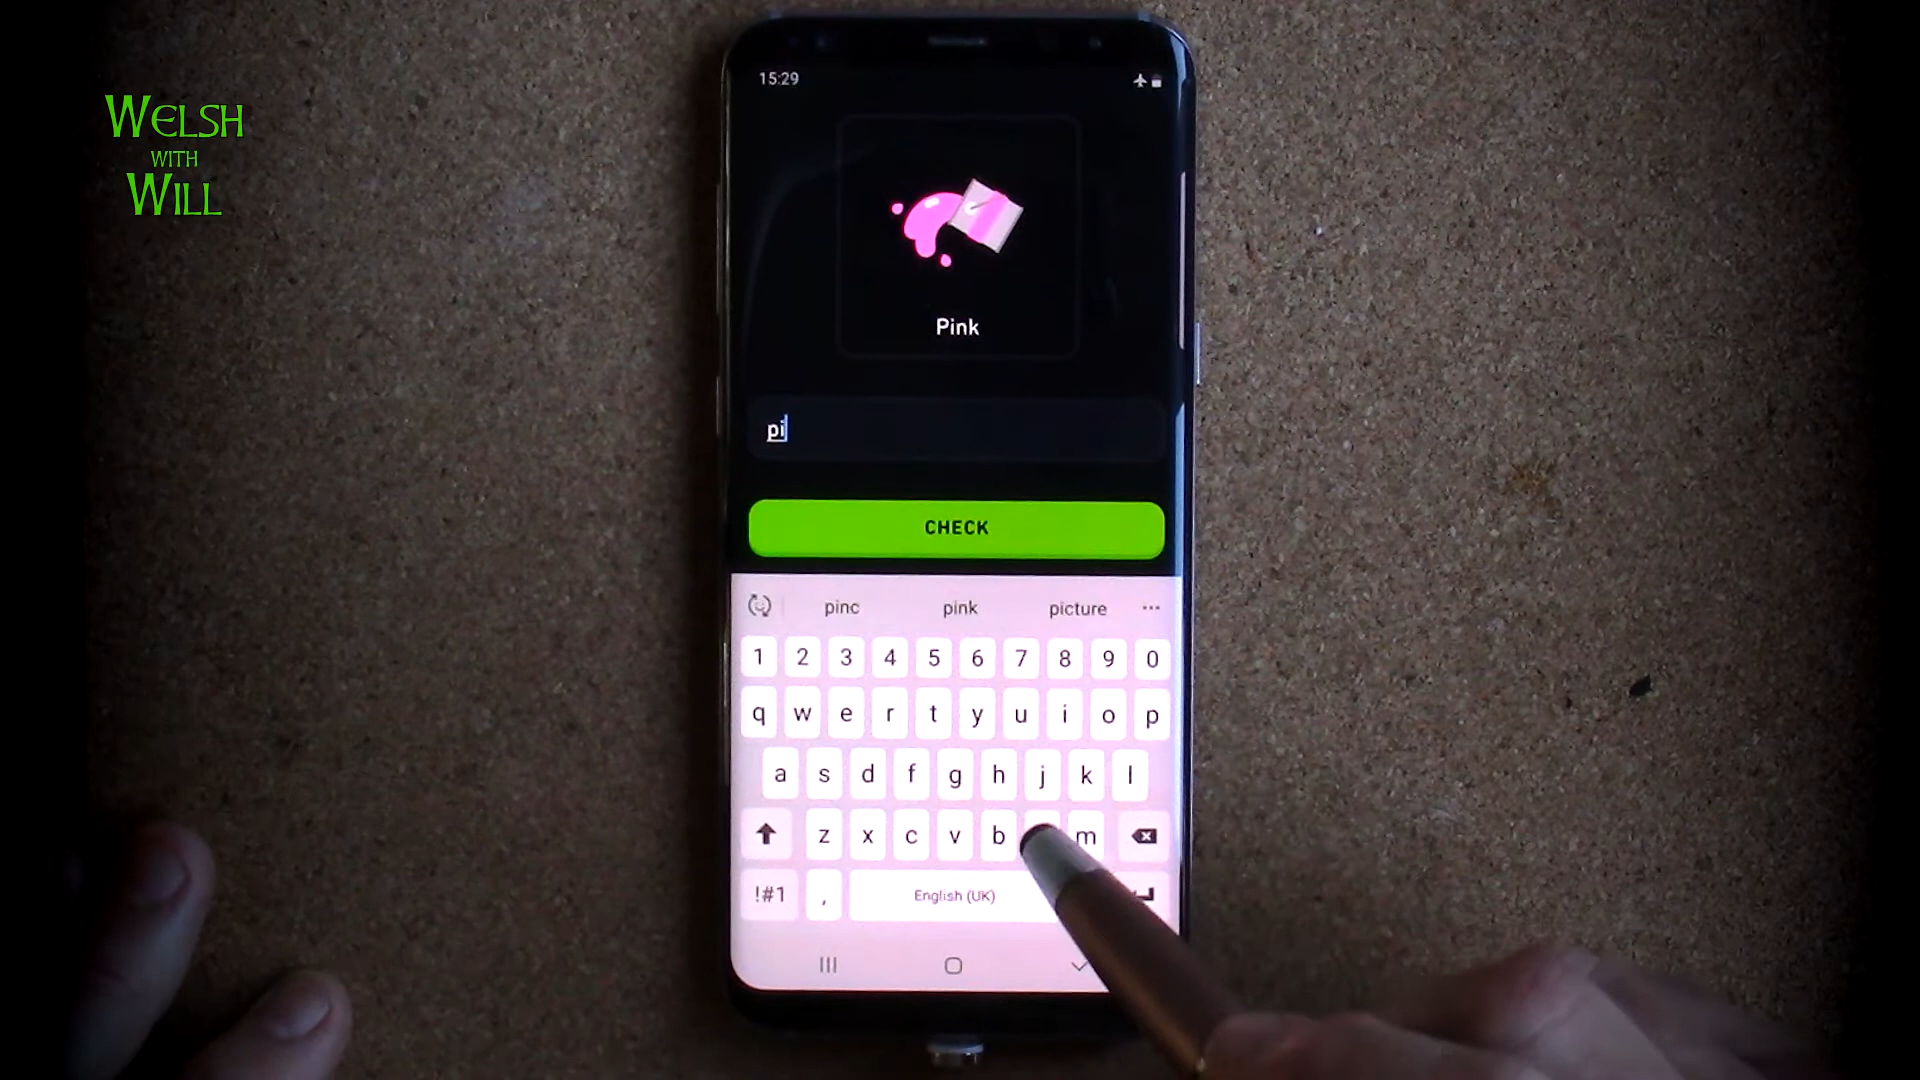 WELSH
WITH
WILL
15:29
Pink
pi
CHECK
pinc pink picture
1 2 3 4 5 6 7 8 9 0
q w e r t y u i o p
a s d f g h j k l
z x c v b m
!#1 , English (UK)